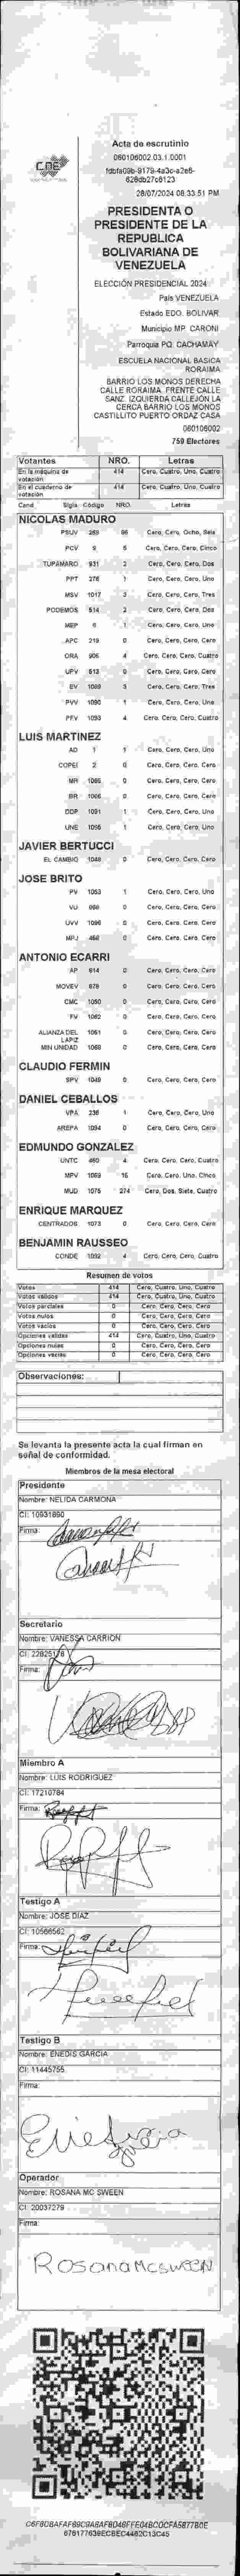 CNE
Acta de escrutinio
060106002.03.1.0001
28/07/2024 08:33:51 PM
PRESIDENTA O
PRESIDENTE DE LA
REPUBLICA
BOLIVARIANA DE
VENEZUELA
ELECCIÓN PRESIDENCIAL 2024
País VENEZUELA
Estado EDO. BOLIVAR
Municipio MP. CARONI
Parroquia PQ. CACHAMAY
ESCUELA NACIONAL BASICA
RORAIMA
BARRIO LOS MONOS DERECHA
CALLE RORAIMA. FRENTE CALLE
SANZ. IZQUIERDA CALLEJÓN LA
CERCA BARRIO LOS MONOS
CASTILLITO PUERTO ORDAZ CASA
060106002
759 Electores
Votantes NRO. Letras
En la máquina de votación 414 Cero, Cuatro, Uno, Cuatro
En el cuaderno de votación 414 Cero, Cuatro, Uno, Cuatro
Cand Sigla Código NRO. Letras
NICOLAS MADURO
PSUV 86 Cero, Cero, Ocho, Seis
PCV 5 Cero, Cero, Cero, Cinco
TUPAMARO 931 2 Cero, Cero, Cero, Dos
PPT 276 1 Cero, Cero, Cero, Uno
MSV 1017 3 Cero, Cero, Cero, Tres
PODEMOS 514 2 Cero, Cero, Cero, Dos
MEP 6 1 Cero, Cero, Cero, Uno
APC 219 0 Cero, Cero, Cero, Cero
ORA 906 4 Cero, Cero, Cero, Cuatro
UPV 513 0 Cero, Cero, Cero, Cero
EV 1089 3 Cero, Cero, Cero, Tres
PVV 1090 1 Cero, Cero, Cero, Uno
PFV 1093 4 Cero, Cero, Cero, Cuatro
LUIS MARTINEZ
AD 1 1 Cero, Cero, Cero, Uno
COPEI 2 0 Cero, Cero, Cero, Cero
MR 1065 0 Cero, Cero, Cero, Cero
BR 1066 0 Cero, Cero, Cero, Cero
DDP 1091 1 Cero, Cero, Cero, Uno
UNE 1095 1 Cero, Cero, Cero, Uno
JAVIER BERTUCCI
EL CAMBIO 1048 0 Cero, Cero, Cero, Cero
JOSE BRITO
PV 1053 1 Cero, Cero, Cero, Uno
VU 0 Cero, Cero, Cero, Cero
UVV 1096 0 Cero, Cero, Cero, Cero
MPJ 0 Cero, Cero, Cero, Cero
ANTONIO ECARRI
AP 914 0 Cero, Cero, Cero, Cero
MOVEV 679 0 Cero, Cero, Cero, Cero
CMC 1050 0 Cero, Cero, Cero, Cero
FV 1062 0 Cero, Cero, Cero, Cero
ALIANZA DEL LAPIZ 1061 0 Cero, Cero, Cero, Cero
MIN UNIDAD 1068 0 Cero, Cero, Cero, Cero
CLAUDIO FERMIN
SPV 1049 0 Cero, Cero, Cero, Cero
DANIEL CEBALLOS
VPA 238 1 Cero, Cero, Cero, Uno
AREPA 1094 0 Cero, Cero, Cero, Cero
EDMUNDO GONZALEZ
UNTC 460 4 Cero, Cero, Cero, Cuatro
MPV 1059 15 Cero, Cero, Uno, Cinco
MUD 1075 274 Cero, Dos, Siete, Cuatro
ENRIQUE MARQUEZ
CENTRADOS 1073 0 Cero, Cero, Cero, Cero
BENJAMIN RAUSSEO
CONDE 1092 4 Cero, Cero, Cero, Cuatro
Resumen de votos
Votos 414 Cero, Cuatro, Uno, Cuatro
Votos válidos 414 Cero, Cuatro, Uno, Cuatro
Votos parciales 0 Cero, Cero, Cero, Cero
Votos nulos 0 Cero, Cero, Cero, Cero
Votos vacíos 0 Cero, Cero, Cero, Cero
Opciones válidas 414 Cero, Cuatro, Uno, Cuatro
Opciones nulas 0 Cero, Cero, Cero, Cero
Opciones vacías 0 Cero, Cero, Cero, Cero
Observaciones:
Se levanta la presente acta la cual firman en
señal de conformidad.
Miembros de la mesa electoral
Presidente
Nombre: NELIDA CARMONA
CI: 10931890
Firma:
Secretario
Nombre: VANESSA CARRION
CI: 22825178
Firma:
Miembro A
Nombre: LUIS RODRIGUEZ
CI: 17210784
Firma:
Testigo A
Nombre: JOSE DIAZ
CI: 10566562
Firma:
Testigo B
Nombre: ENEDIS GARCIA
CI: 11445755
Firma:
Operador
Nombre: ROSANA MC SWEEN
CI: 20037279
Firma:
Rosana McSWEEN